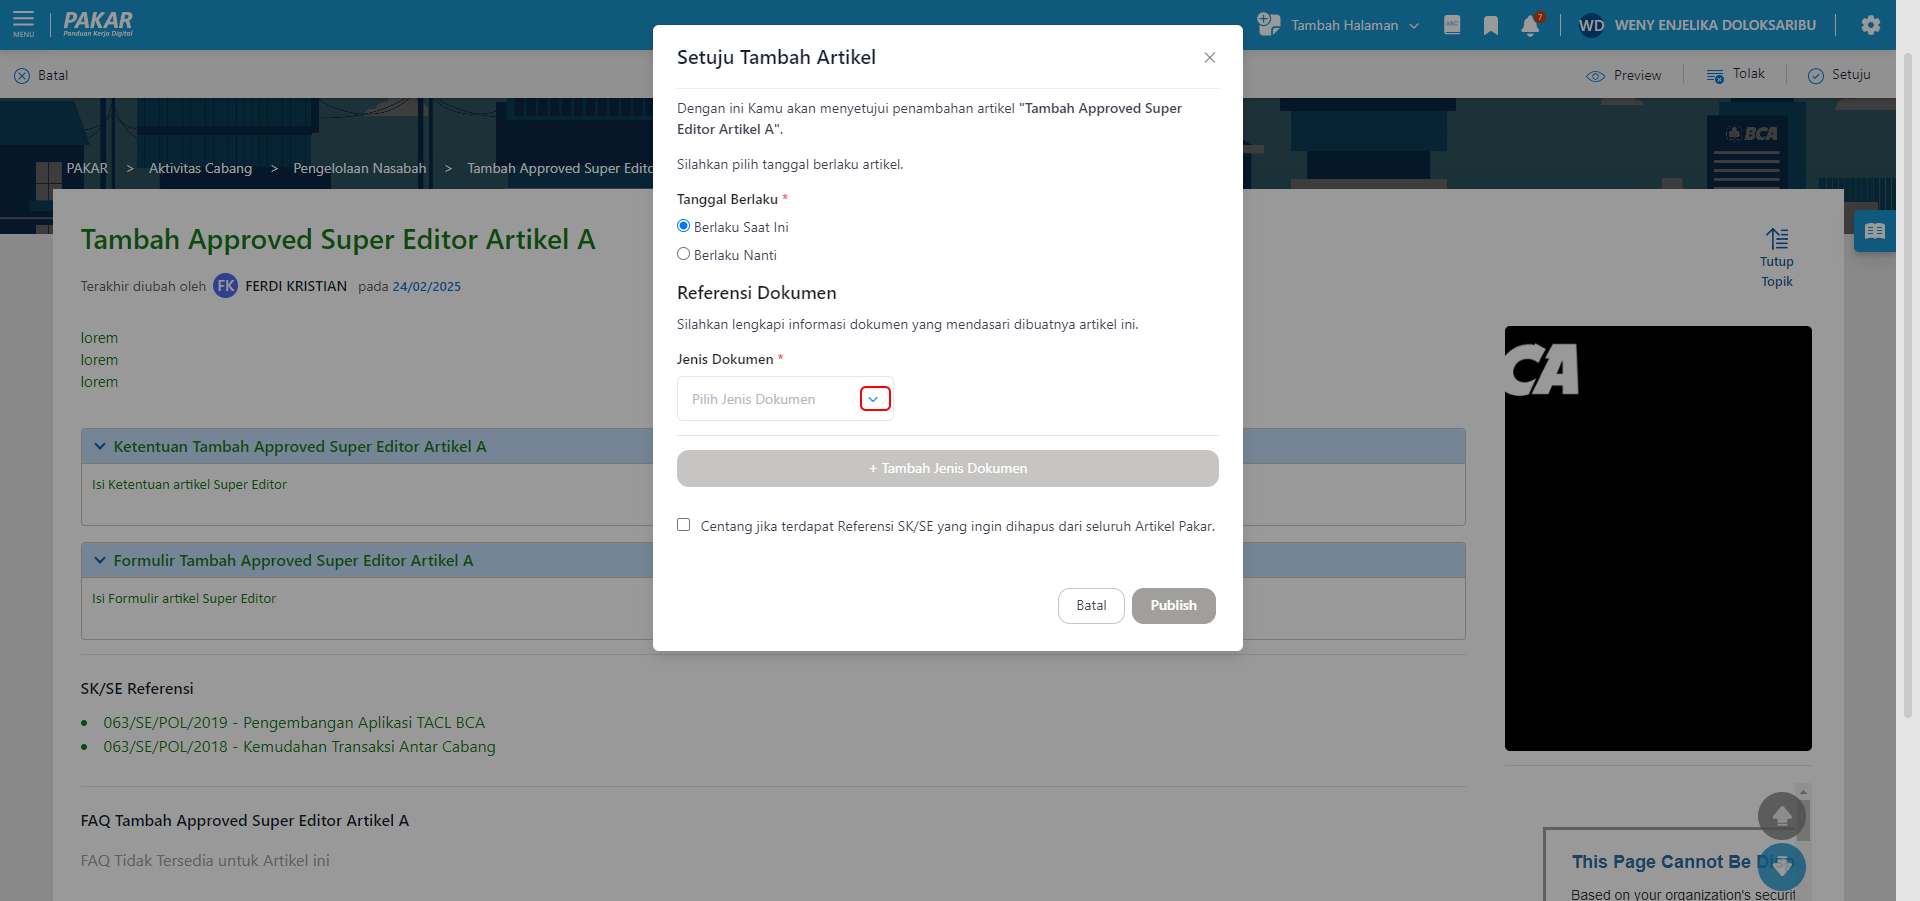 MENU
PAKAR
Panduan Kerja Digital
Tambah Halaman
ABC
7
WD
WENY ENJELIKA DOLOKSARIBU
Batal
Preview
Tolak
Setuju
BCA
PAKAR > Aktivitas Cabang > Pengelolaan Nasabah > Tambah Approved Super Edito
Tambah Approved Super Editor Artikel A
Terakhir diubah oleh FK FERDI KRISTIAN pada 24/02/2025
Tutup
Topik
lorem
lorem
lorem
CA
Ketentuan Tambah Approved Super Editor Artikel A
Isi Ketentuan artikel Super Editor
Formulir Tambah Approved Super Editor Artikel A
Isi Formulir artikel Super Editor
SK/SE Referensi
• 063/SE/POL/2019 - Pengembangan Aplikasi TACL BCA
• 063/SE/POL/2018 - Kemudahan Transaksi Antar Cabang
FAQ Tambah Approved Super Editor Artikel A
FAQ Tidak Tersedia untuk Artikel ini
This Page Cannot Be
Based on your organization's
Setuju Tambah Artikel
Dengan ini Kamu akan menyetujui penambahan artikel "Tambah Approved Super
Editor Artikel A".
Silahkan pilih tanggal berlaku artikel.
Tanggal Berlaku *
Berlaku Saat Ini
Berlaku Nanti
Referensi Dokumen
Silahkan lengkapi informasi dokumen yang mendasari dibuatnya artikel ini.
Jenis Dokumen *
Pilih Jenis Dokumen
+ Tambah Jenis Dokumen
Centang jika terdapat Referensi SK/SE yang ingin dihapus dari seluruh Artikel Pakar.
Batal
Publish